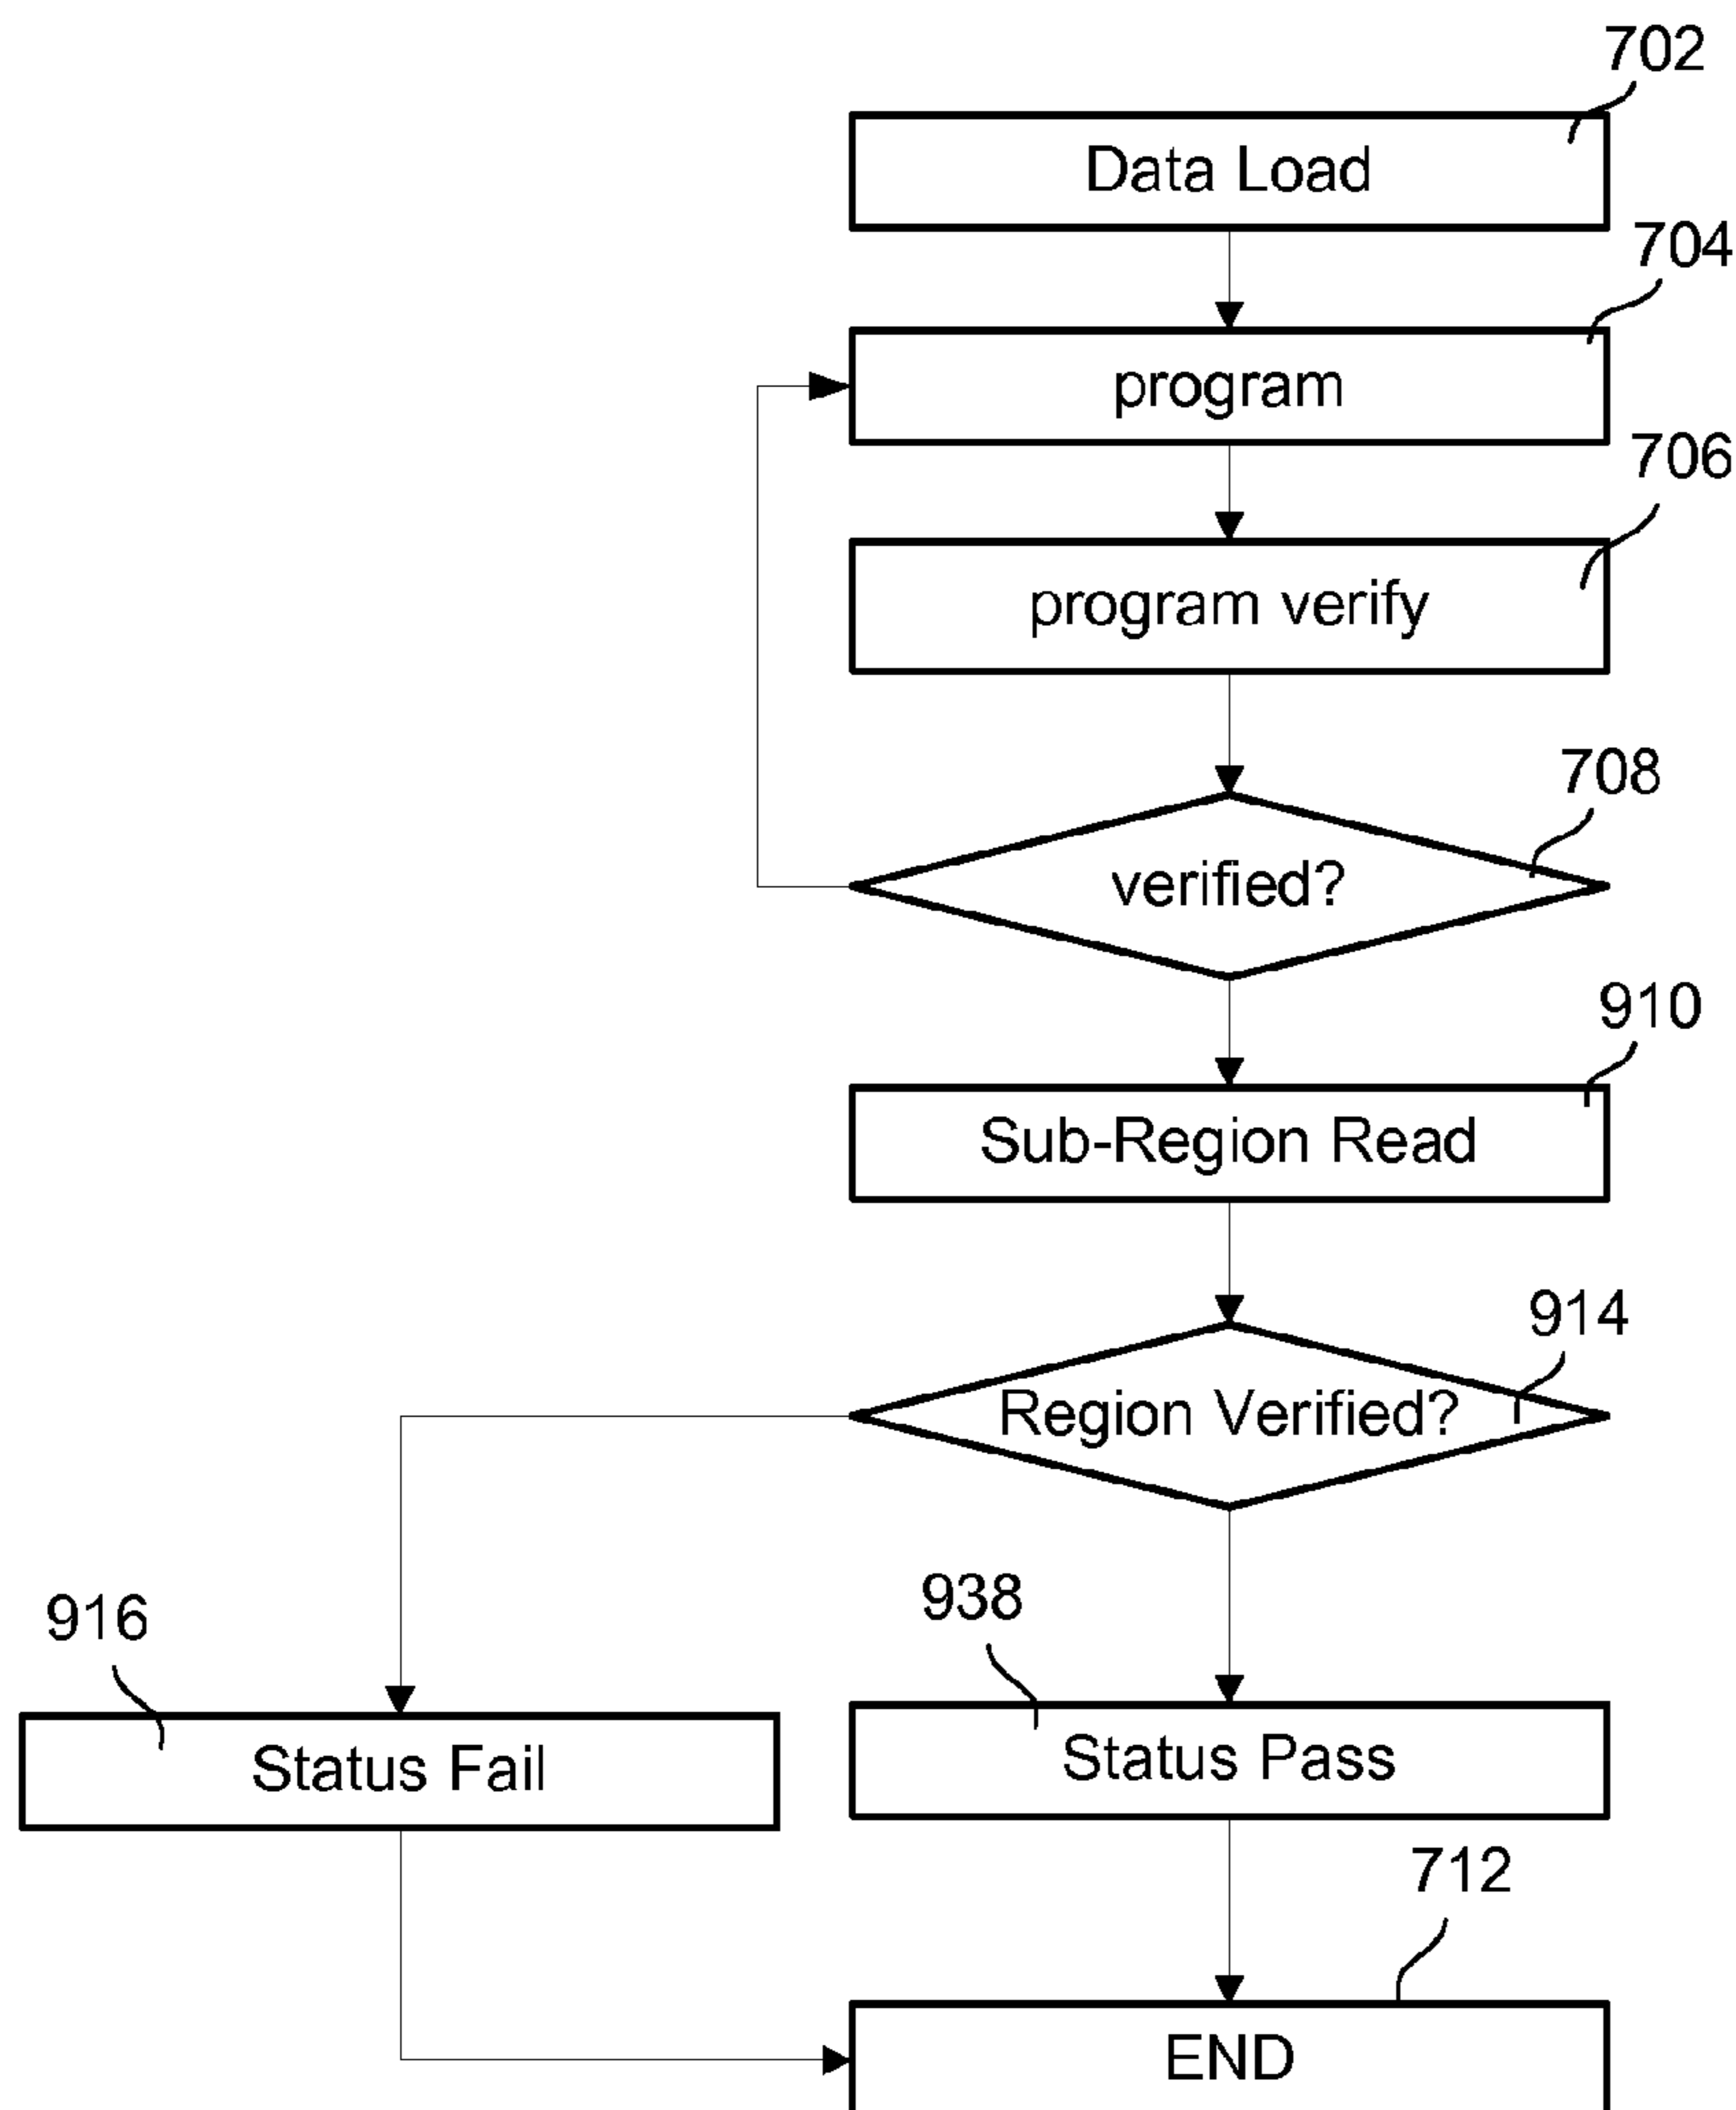 702
Data Load
704
program
706
program verify
708
verified?
910
Sub-Region Read
914
Region Verified?
916
Status Fail
938
Status Pass
712
END